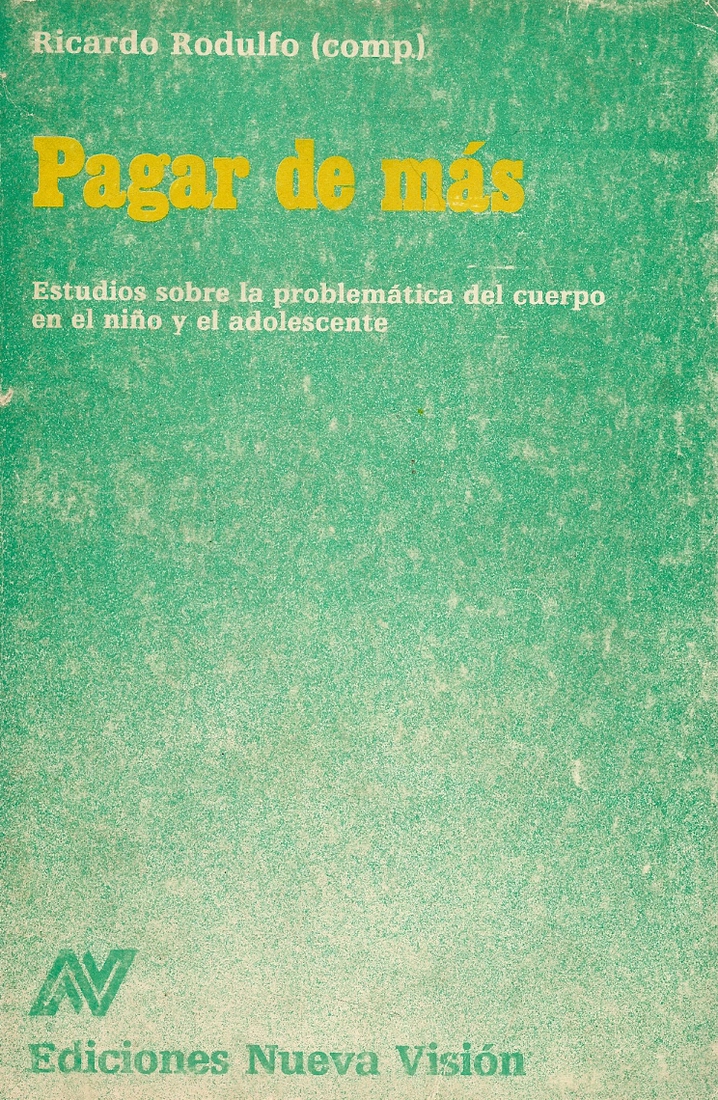 Ricardo Rodulfo (comp.)
Pagar de más
Estudios sobre la problemática del cuerpo
en el niño y el adolescente
NV
Ediciones Nueva Visión